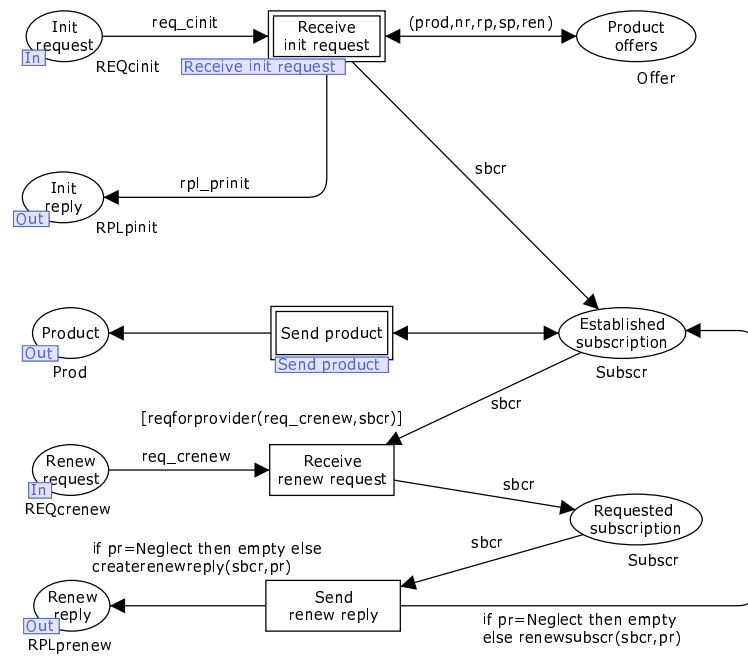 Init
request
In
REQcinit
req_cinit
Receive
init request
Receive init request
(prod,nr,rp,sp,ren)
Product
offers
Offer
sbcr
Init
reply
Out
RPLpinit
rpl_prinit
Product
Out
Prod
Send product
Send product
Established
subscription
Subscr
sbcr
[reqforprovider(req_crenew,sbcr)]
Renew
request
In
REQcrenew
req_crenew
Receive
renew request
sbcr
Requested
subscription
Subscr
sbcr
if pr=Neglect then empty else
createrenewreply(sbcr,pr)
Renew
reply
Out
RPLprenew
Send
renew reply
if pr=Neglect then empty
else renewsubscr(sbcr,pr)